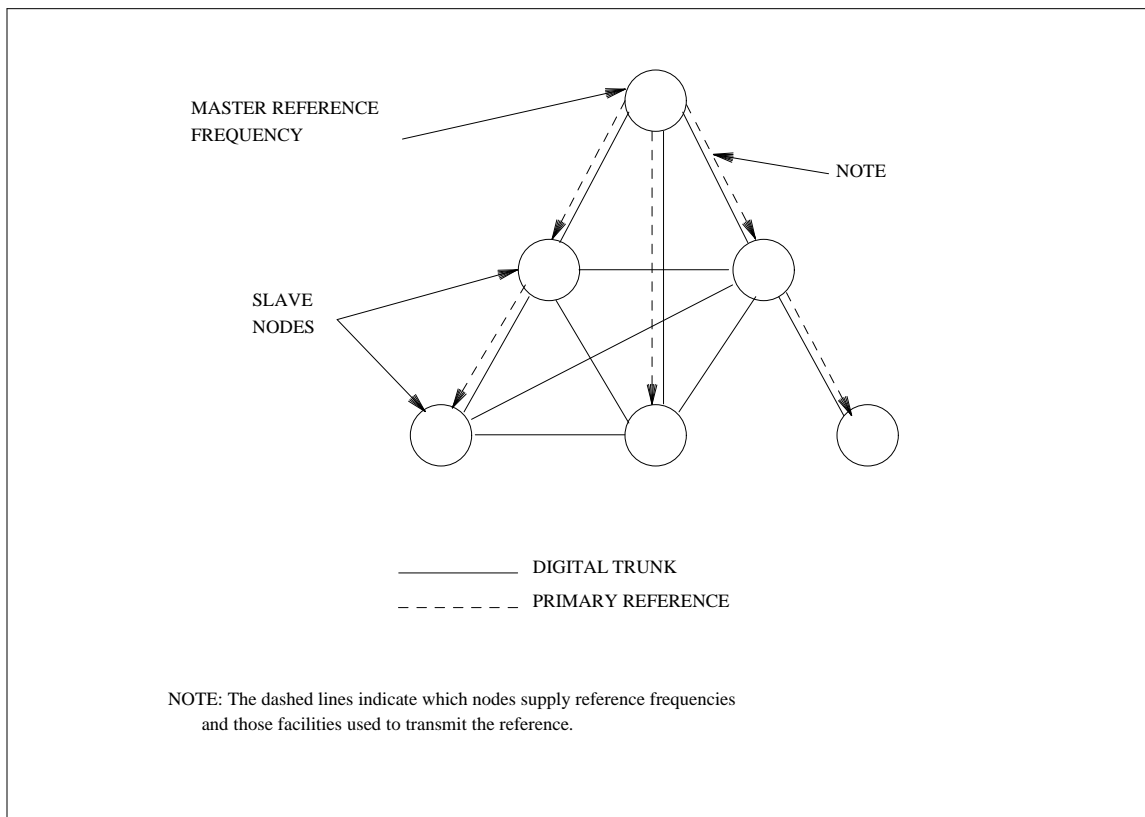 MASTER REFERENCE
FREQUENCY
NOTE
SLAVE
NODES
DIGITAL TRUNK
PRIMARY REFERENCE
NOTE: The dashed lines indicate which nodes supply reference frequencies
and those facilities used to transmit the reference.